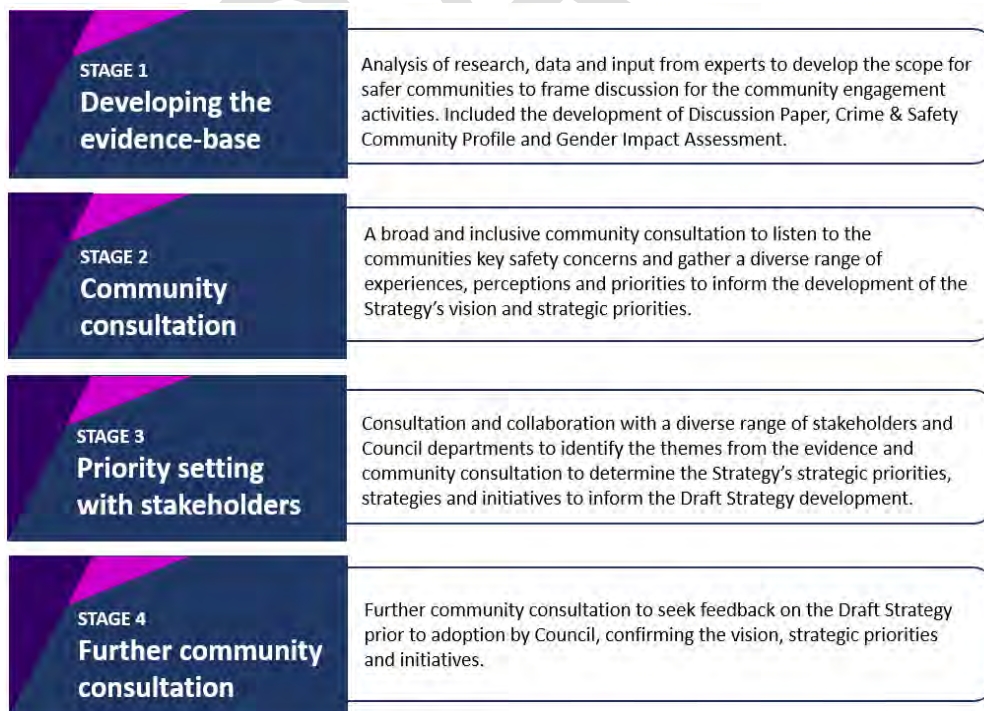 STAGE 1
Developing the
evidence-base
Analysis of research, data and input from experts to develop the scope for
safer communities to frame discussion for the community engagement
activities. Included the development of Discussion Paper, Crime & Safety
Community Profile and Gender Impact Assessment.
STAGE 2
Community
consultation
A broad and inclusive community consultation to listen to the
communities key safety concerns and gather a diverse range of
experiences, perceptions and priorities to inform the development of the
Strategy's vision and strategic priorities.
STAGE 3
Priority setting
with stakeholders
Consultation and collaboration with a diverse range of stakeholders and
Council departments to identify the themes from the evidence and
community consultation to determine the Strategy's strategic priorities,
strategies and initiatives to inform the Draft Strategy development.
STAGE 4
Further community
consultation
Further community consultation to seek feedback on the Draft Strategy
prior to adoption by Council, confirming the vision, strategic priorities
and initiatives.